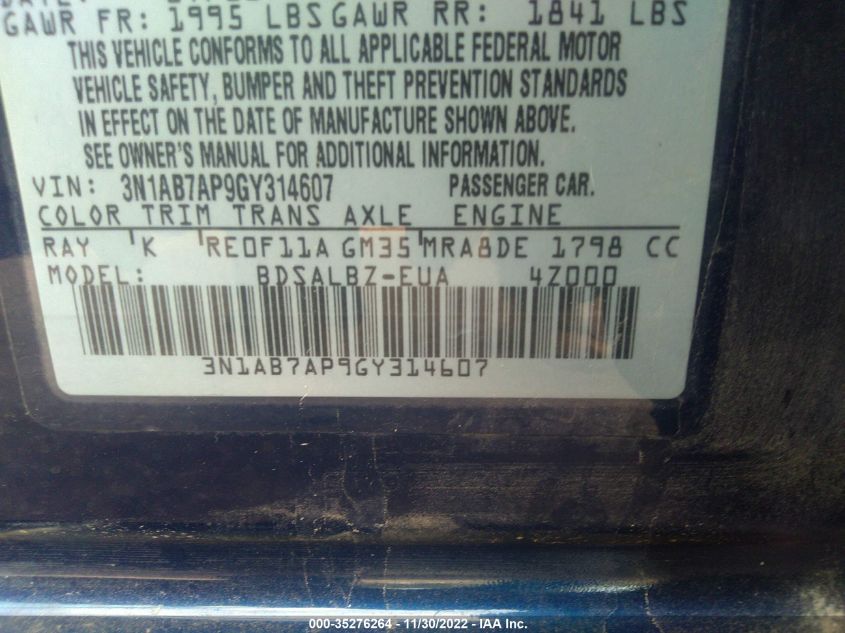 GAWR FR: 1995 LBS GAWR RR: 1841 LBS
THIS VEHICLE CONFORMS TO ALL APPLICABLE FEDERAL MOTOR
VEHICLE SAFETY, BUMPER AND THEFT PREVENTION STANDARDS
IN EFFECT ON THE DATE OF MANUFACTURE SHOWN ABOVE.
SEE OWNER'S MANUAL FOR ADDITIONAL INFORMATION.
VIN: 3N1AB7AP9GY314607 PASSENGER CAR.
COLOR TRIM TRANS AXLE ENGINE
RAY K RE0F11A GM35 MRA8DE 1798 CC
MODEL: BDSALBZ-EUA 4Z000
3N1AB7AP9GY314607
000-35276264 - 11/30/2022 - IAA Inc.